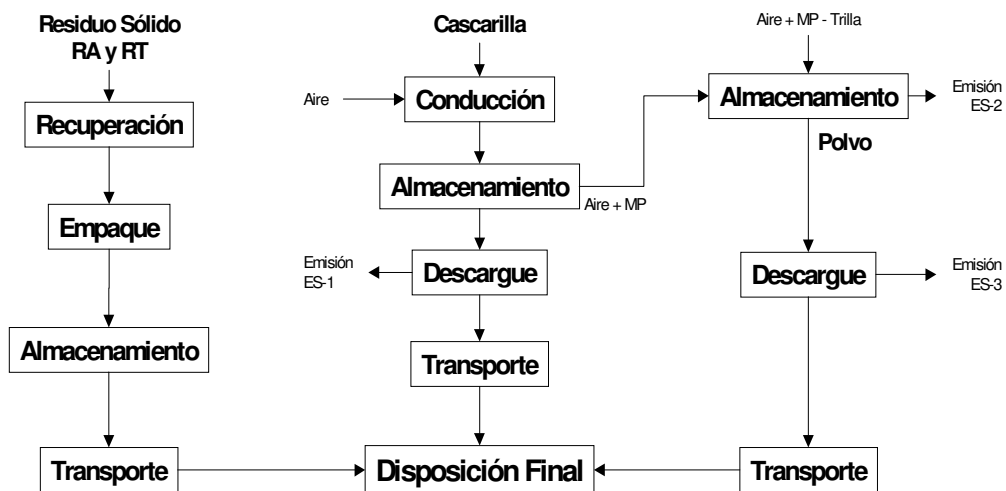 Residuo Sólido
RA y RT
Recuperación
Empaque
Almacenamiento
Transporte
Cascarilla
Aire
Conducción
Almacenamiento
Aire + MP
Emisión
ES-1
Descargue
Transporte
Disposición Final
Aire + MP - Trilla
Almacenamiento
Emisión
ES-2
Polvo
Descargue
Emisión
ES-3
Transporte